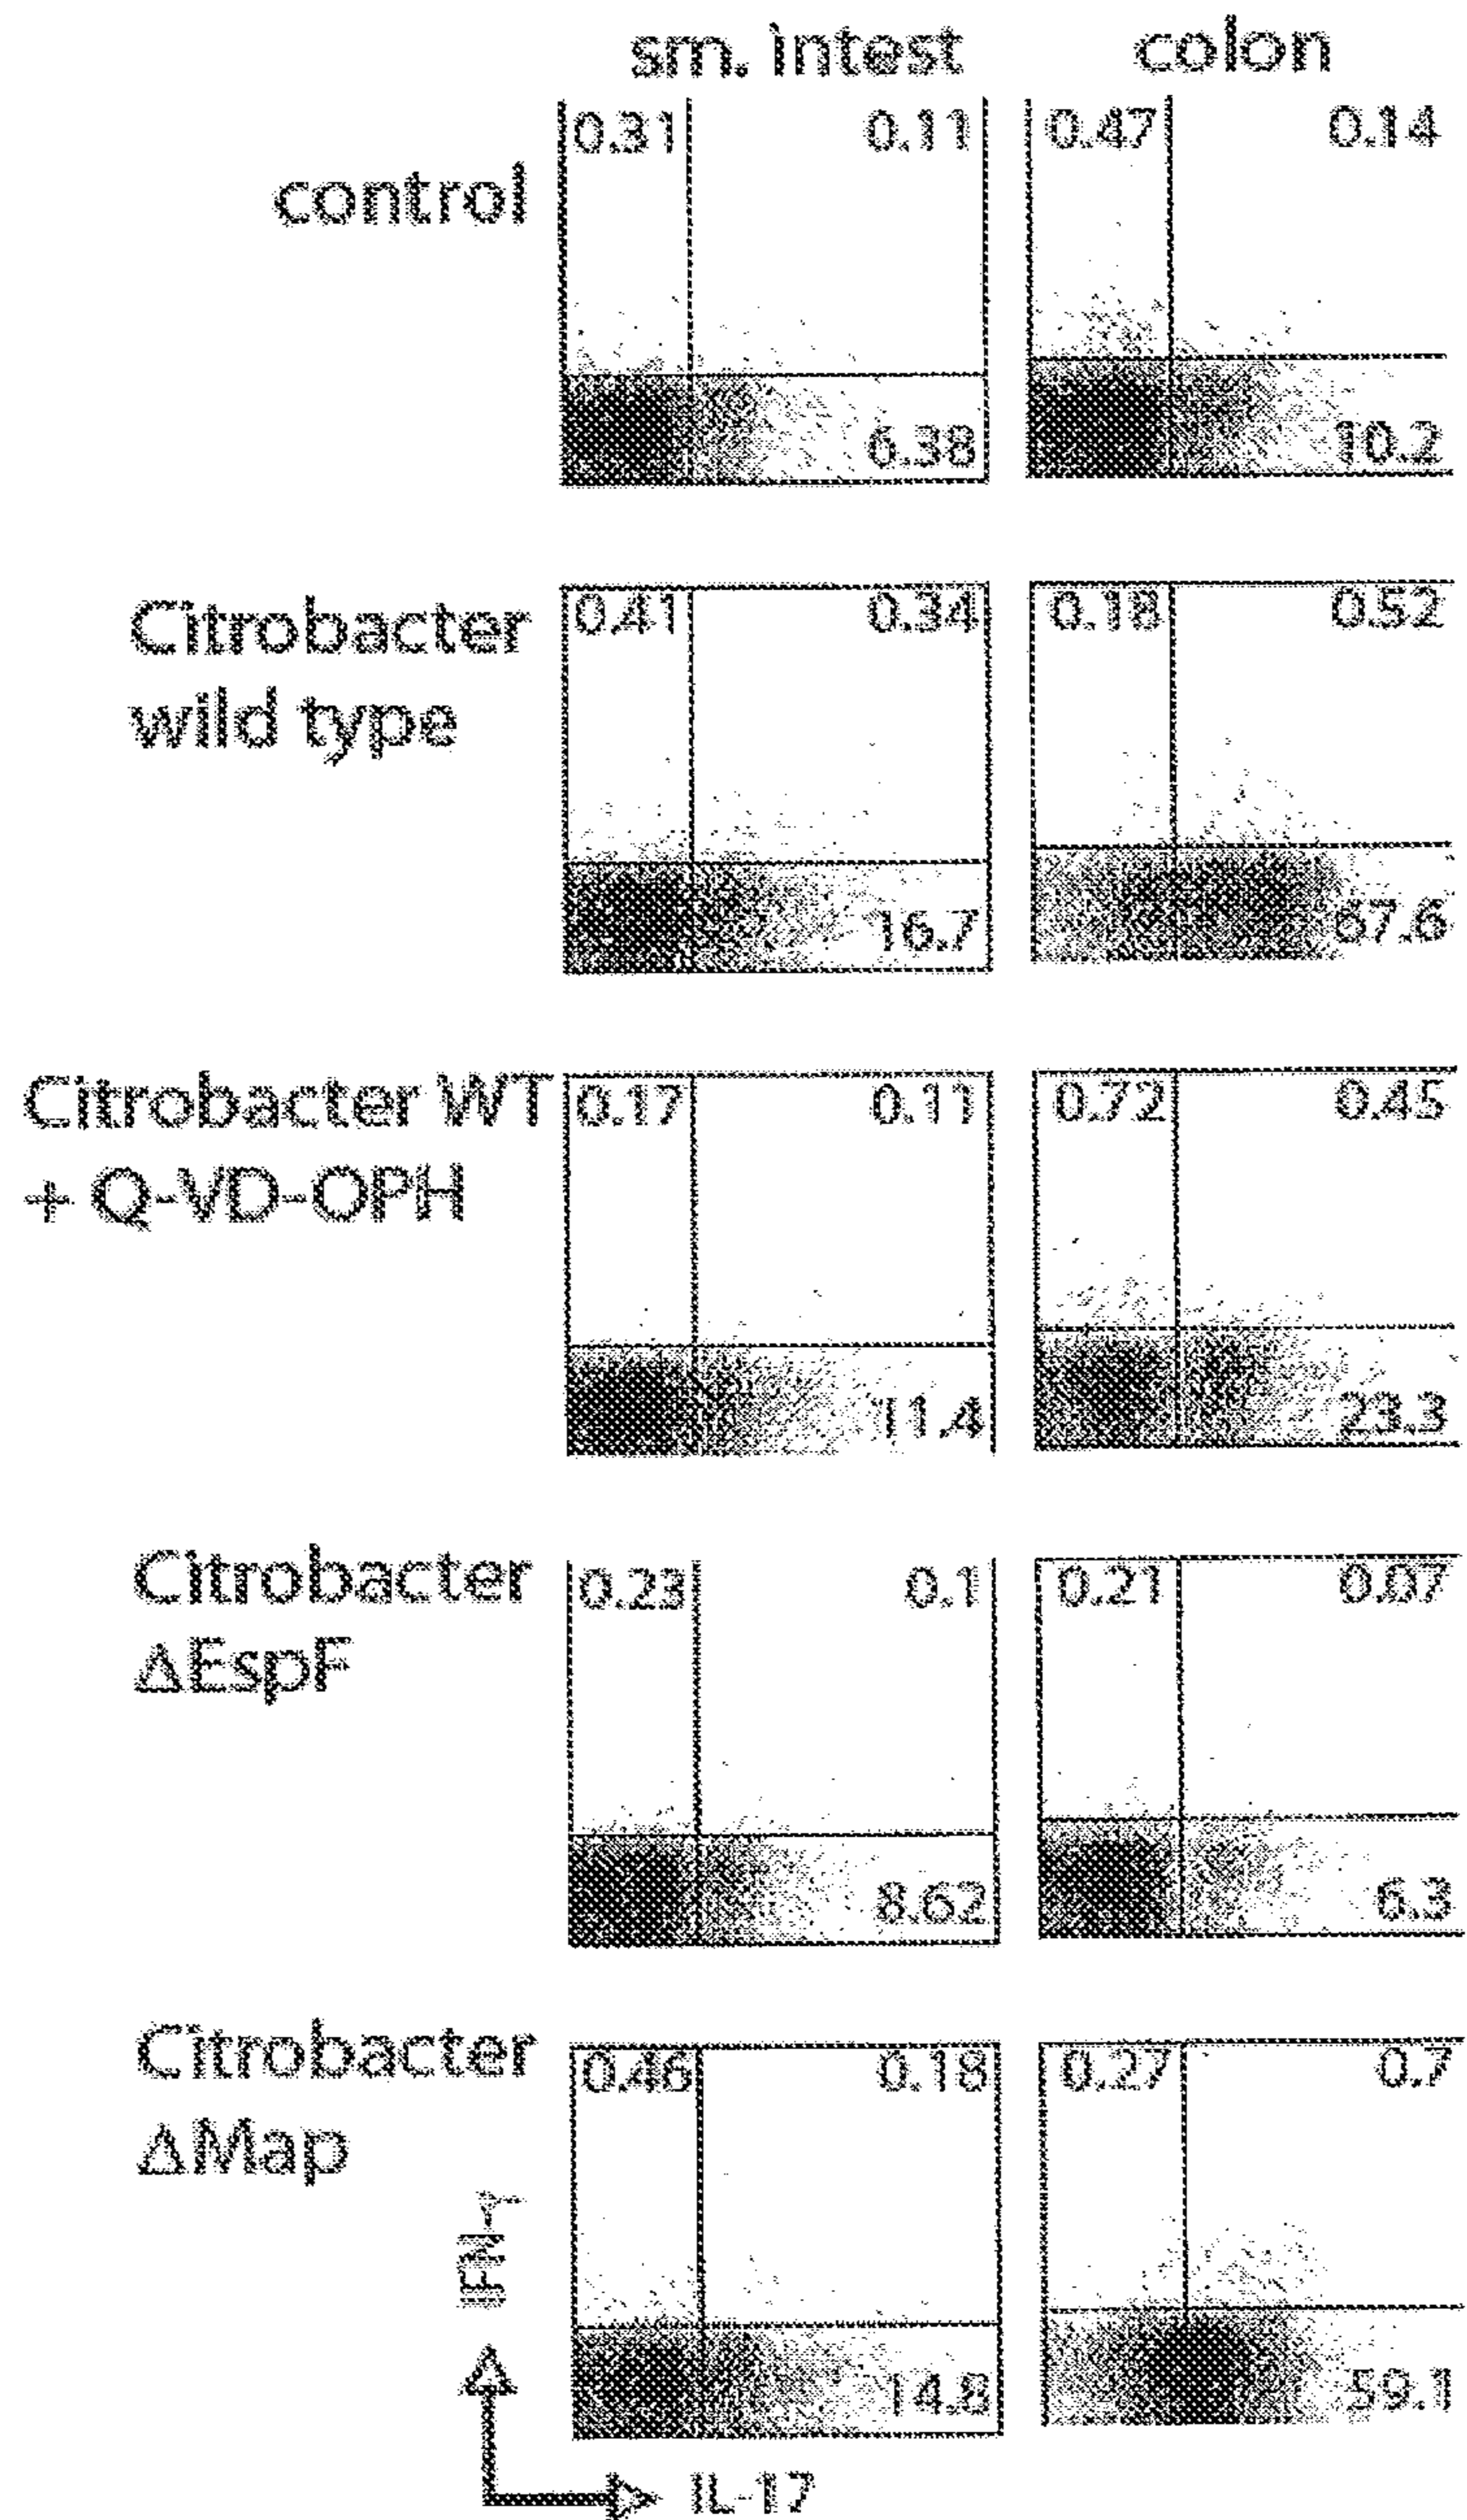 sm. intest colon
control
0.31 0.11 0.47 0.14
6.38 10.2
Citrobacter
wild type
0.41 0.34 0.18 0.52
16.7 67.6
Citrobacter WT
+ Q-VD-OPH
0.17 0.11 0.72 0.45
11.4 23.3
Citrobacter
ΔEspF
0.23 0.1 0.21 0.07
8.62 6.3
Citrobacter
ΔMap
0.46 0.18 0.27 0.7
14.8 59.1
IFN-γ
IL-17